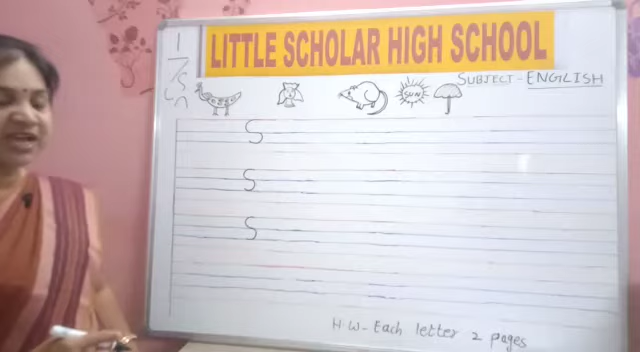 LITTLE SCHOLAR HIGH SCHOOL
SUBJECT - ENGLISH
SUN
S
S
S
H.W - Each letter 2 pages